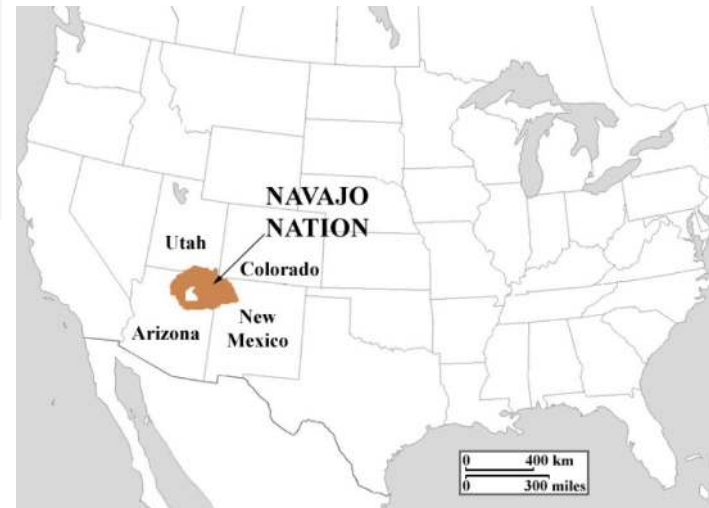 NAVAJO
NATION
Utah
Colorado
Arizona
New
Mexico
0 400 km
0 300 miles